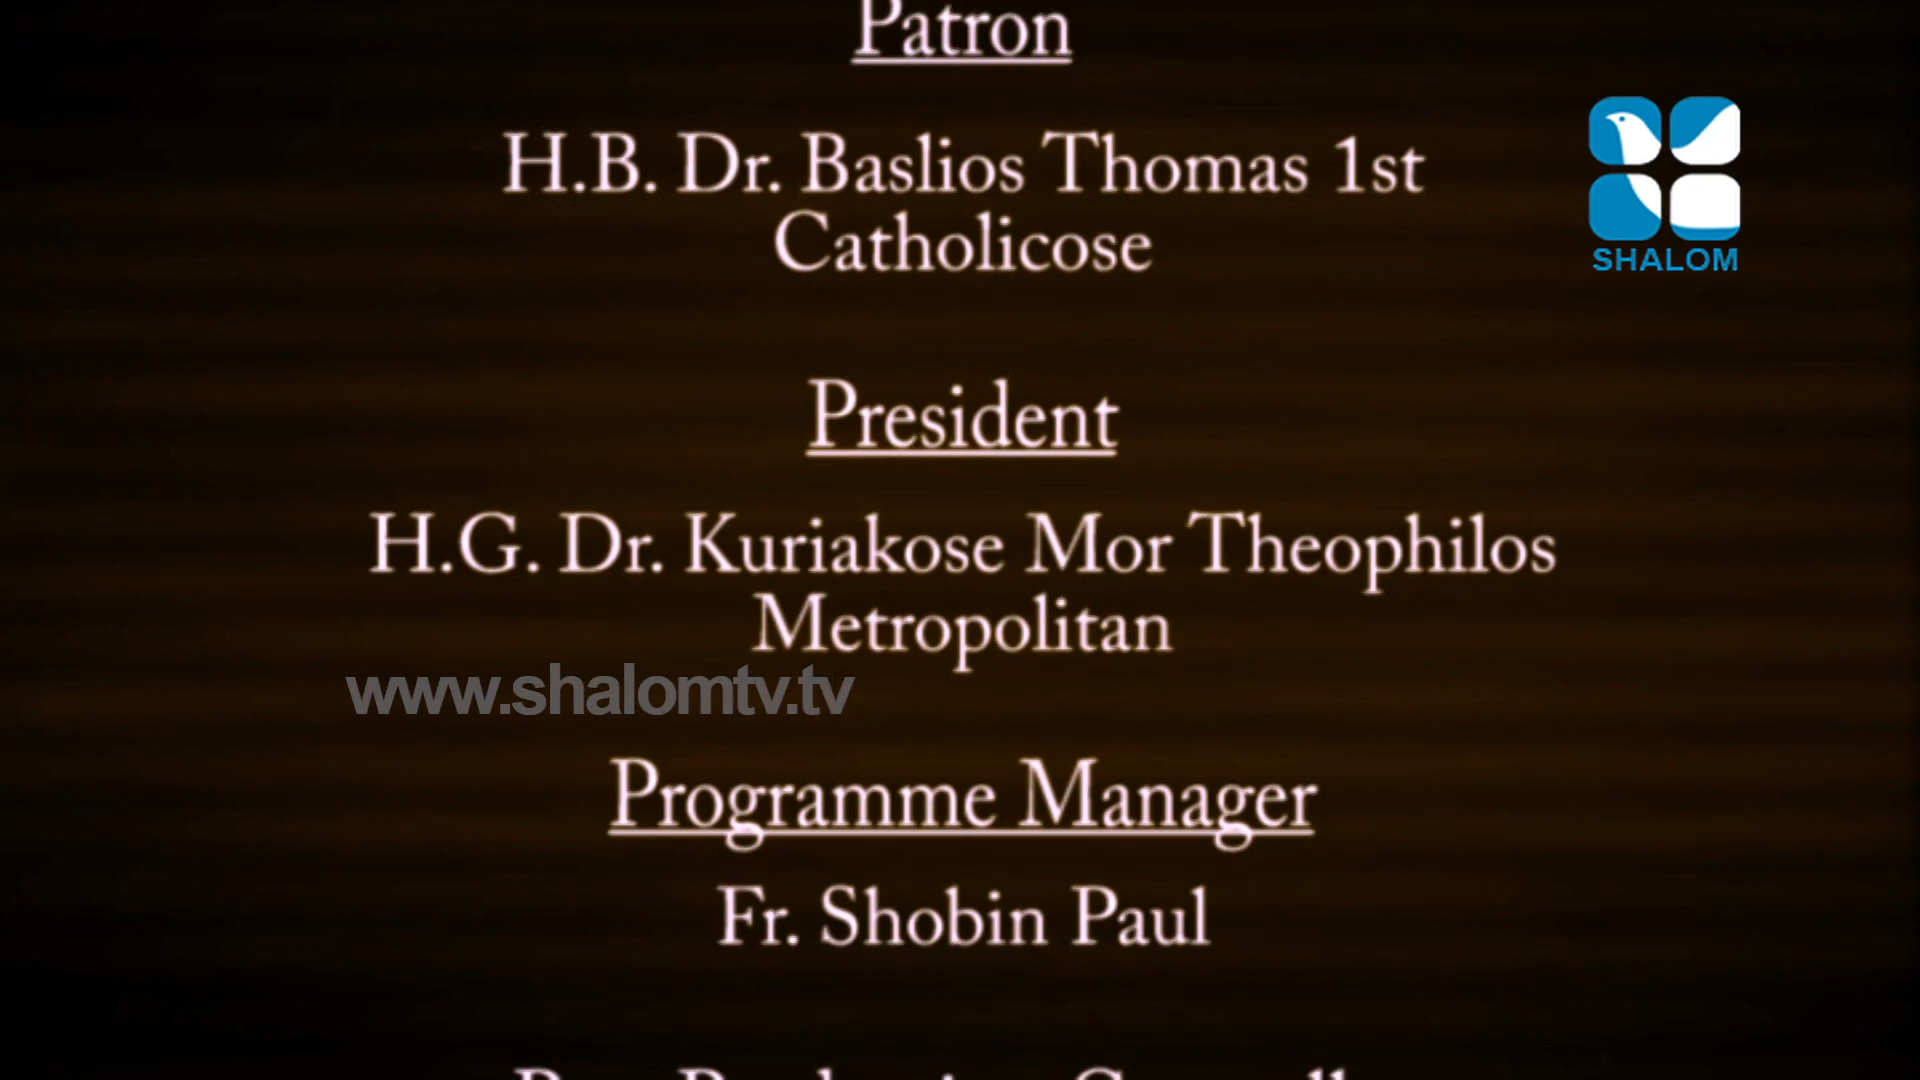 Patron
H.B. Dr. Baslios Thomas 1st
Catholicose
SHALOM
President
H.G. Dr. Kuriakose Mor Theophilos
Metropolitan
www.shalomtv.tv
Programme Manager
Fr. Shobin Paul